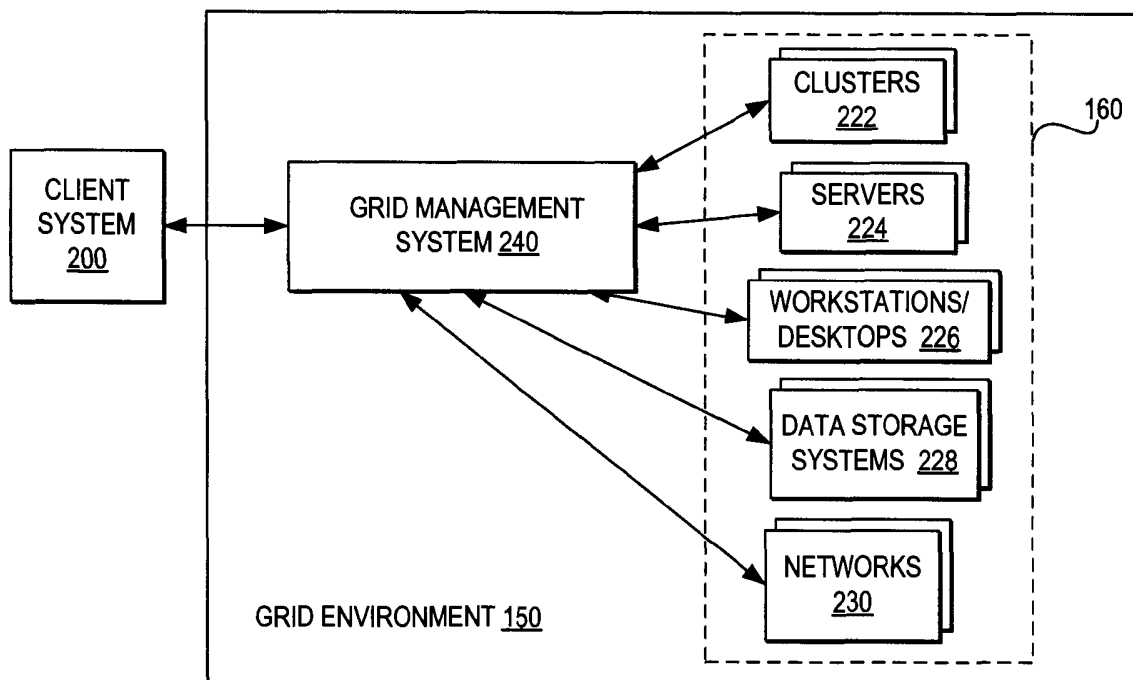 CLUSTERS
222
160
CLIENT
SYSTEM
200
GRID MANAGEMENT
SYSTEM 240
SERVERS
224
WORKSTATIONS/
DESKTOPS 226
DATA STORAGE
SYSTEMS 228
NETWORKS
230
GRID ENVIRONMENT 150